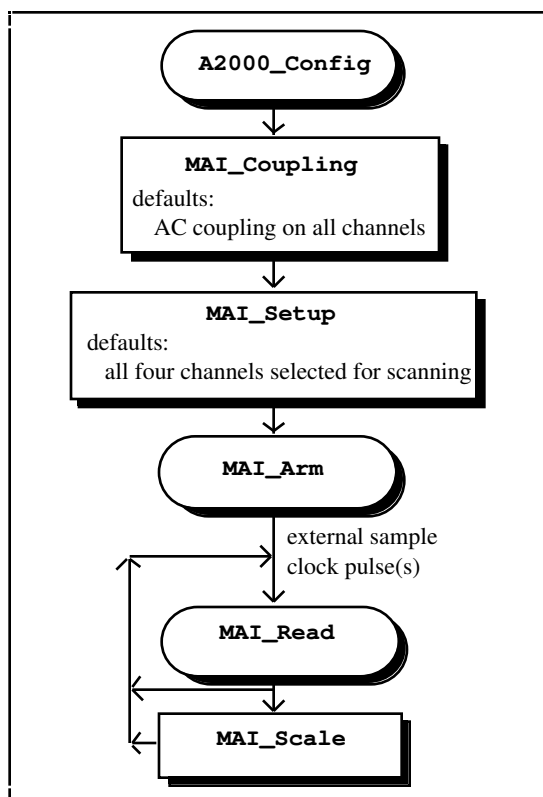 A2000_Config
MAI_Coupling
defaults:
AC coupling on all channels
MAI_Setup
defaults:
all four channels selected for scanning
MAI_Arm
external sample
clock pulse(s)
MAI_Read
MAI_Scale